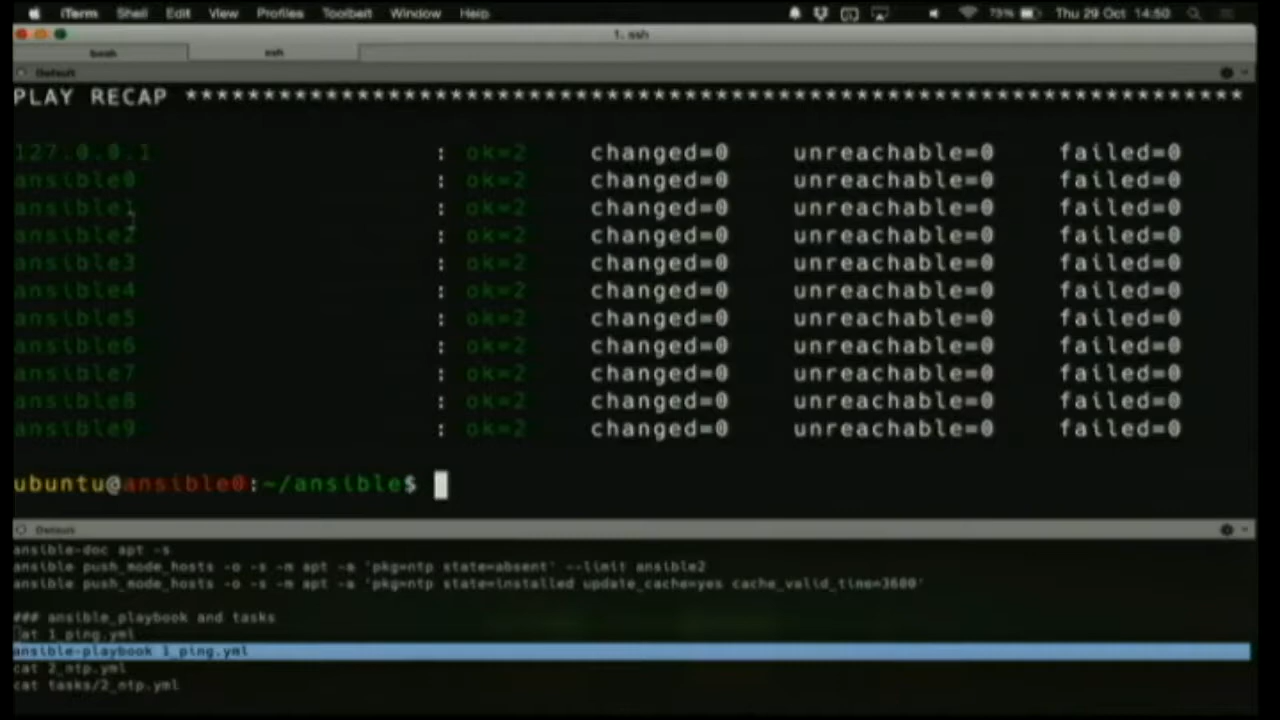 iTerm Shell Edit View Profiles Toolbelt Window Help 73% Thu 29 Oct 14:50
1. ssh
bash ssh
Default
PLAY RECAP *********************************************************************
127.0.0.1 : ok=2 changed=0 unreachable=0 failed=0
ansible0 : ok=2 changed=0 unreachable=0 failed=0
ansible1 : ok=2 changed=0 unreachable=0 failed=0
ansible2 : ok=2 changed=0 unreachable=0 failed=0
ansible3 : ok=2 changed=0 unreachable=0 failed=0
ansible4 : ok=2 changed=0 unreachable=0 failed=0
ansible5 : ok=2 changed=0 unreachable=0 failed=0
ansible6 : ok=2 changed=0 unreachable=0 failed=0
ansible7 : ok=2 changed=0 unreachable=0 failed=0
ansible8 : ok=2 changed=0 unreachable=0 failed=0
ansible9 : ok=2 changed=0 unreachable=0 failed=0
ubuntu@ansible0:~/ansible$
Default
ansible-doc apt -s
ansible push_mode_hosts -o -s -m apt -a 'pkg=ntp state=absent' --limit ansible2
ansible push_mode_hosts -o -s -m apt -a 'pkg=ntp state=installed update_cache=yes cache_valid_time=3600'
### ansible_playbook and tasks
cat 1_ping.yml
ansible-playbook 1_ping.yml
cat 2_ntp.yml
cat tasks/2_ntp.yml